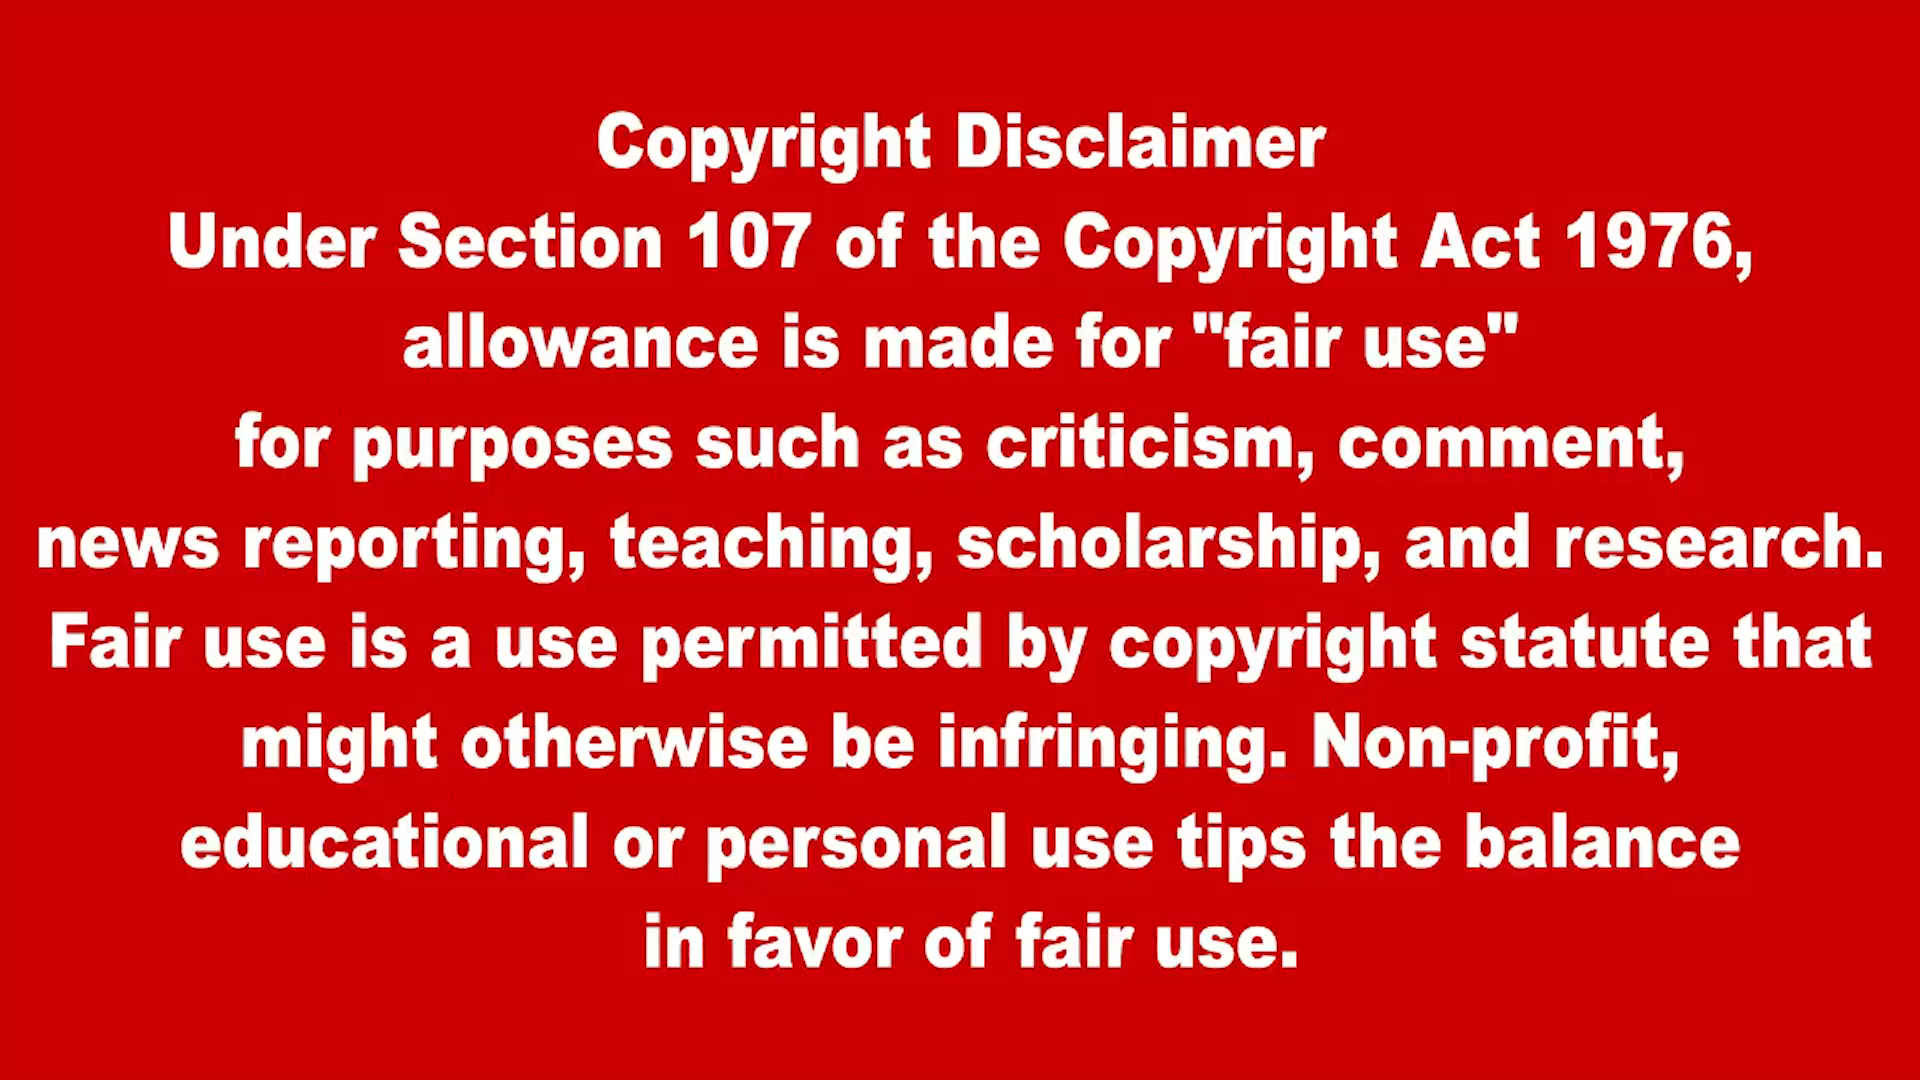 Copyright Disclaimer
Under Section 107 of the Copyright Act 1976,
allowance is made for "fair use"
for purposes such as criticism, comment,
news reporting, teaching, scholarship, and research.
Fair use is a use permitted by copyright statute that
might otherwise be infringing. Non-profit,
educational or personal use tips the balance
in favor of fair use.